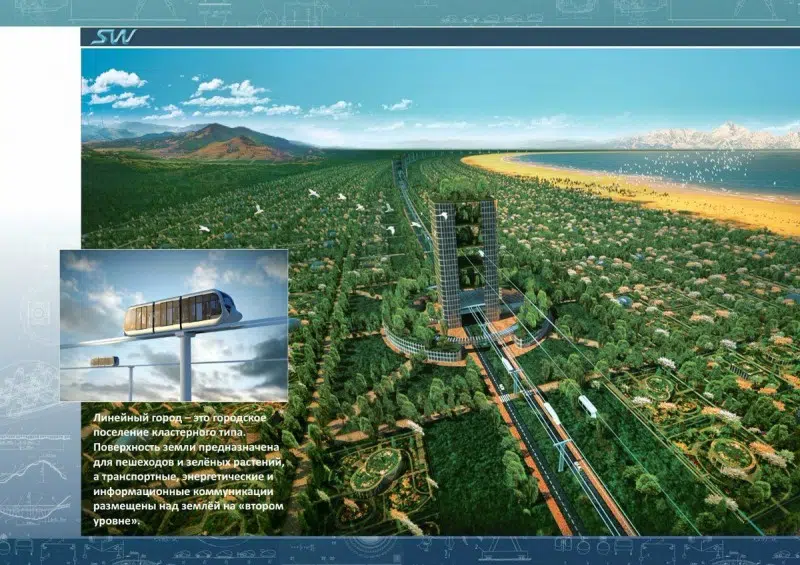 SW
Линейный город – это городское
поселение кластерного типа.
Поверхность земли предназначена
для пешеходов и зелёных растений,
а транспортные, энергетические и
информационные коммуникации
размещены над землёй на «втором
уровне».